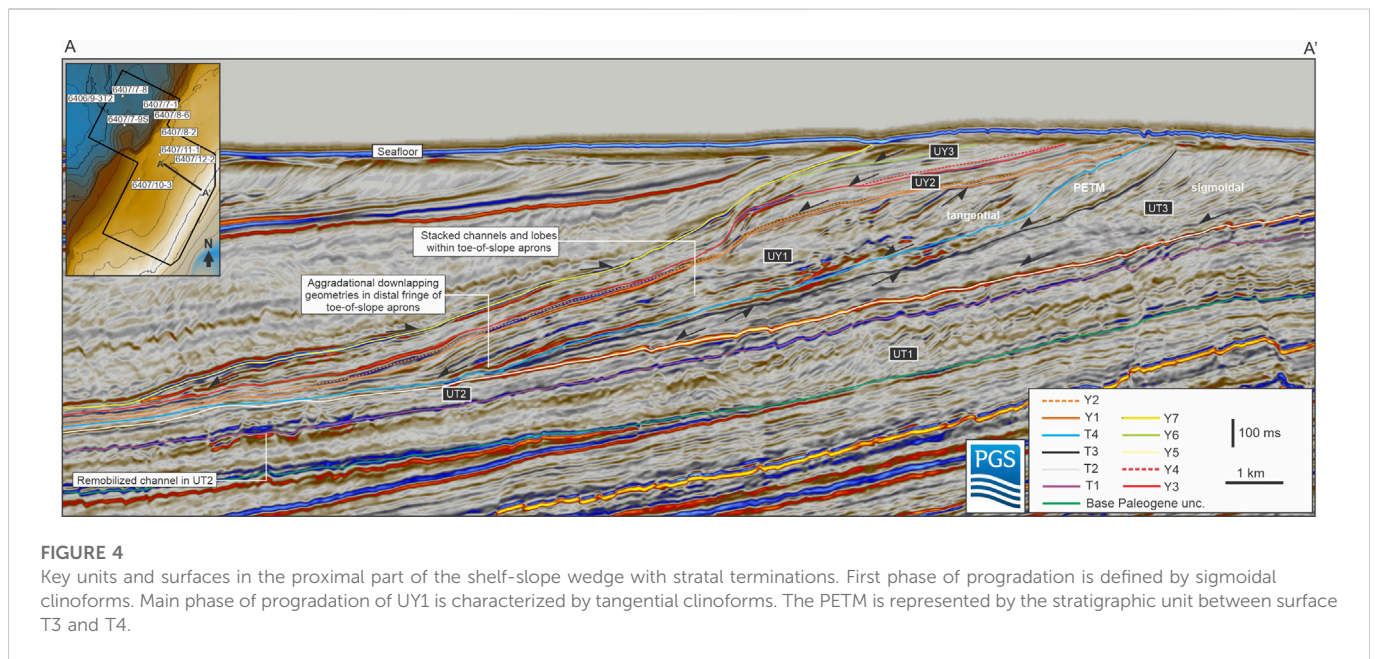 A
A'
6407/7-8
6406/9-3T2
6407/7-1
6407/8-6
6407/7-9S
6407/8-2
6407/11-1
6407/12-2
A
6407/10-3
A'
N
Seafloor
UY3
UY2
PETM
sigmoidal
UT3
tangential
Stacked channels and lobes
within toe-of-slope aprons
UY1
Aggradational downlapping
geometries in distal fringe of
toe-of-slope aprons
UT1
UT2
Remobilized channel in UT2
PGS
Y2
Y1
T4
T3
T2
T1
Y7
Y6
Y5
Y4
Y3
Base Paleogene unc.
100 ms
1 km
FIGURE 4
Key units and surfaces in the proximal part of the shelf-slope wedge with stratal terminations. First phase of progradation is defined by sigmoidal
clinoforms. Main phase of progradation of UY1 is characterized by tangential clinoforms. The PETM is represented by the stratigraphic unit between surface
T3 and T4.